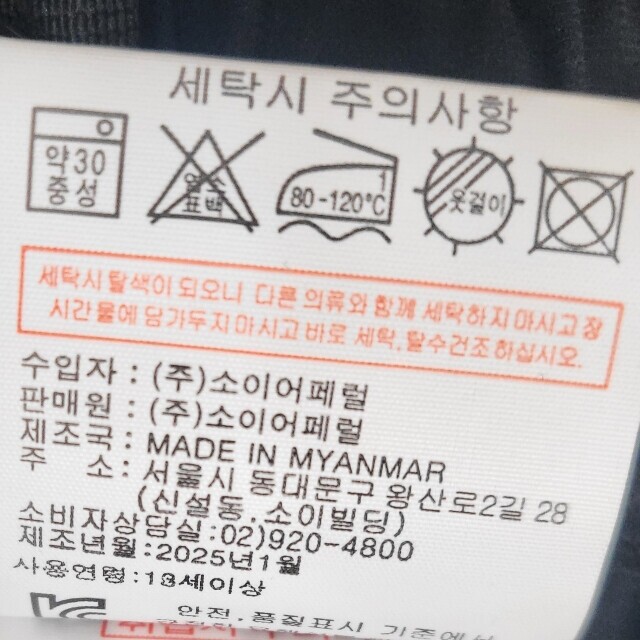 세탁시 주의사항
약30
중성
염소
표백
1
80-120℃
옷걸이
세탁시 탈색이 되오니 다른 의류와 함께 세탁하지 마시고 장
시간 물에 담가두지 마시고 바로 세탁, 탈수건조 하십시오.
수입자 : (주)소이어페럴
판매원 : (주)소이어페럴
제조국 : MADE IN MYANMAR
주 소 : 서울시 동대문구 왕산로2길 28
(신설동,소이빌딩)
소비자상담실:02)920-4800
제조년월:2025년1월
사용연령:13세이상
안전·품질표시 기준에